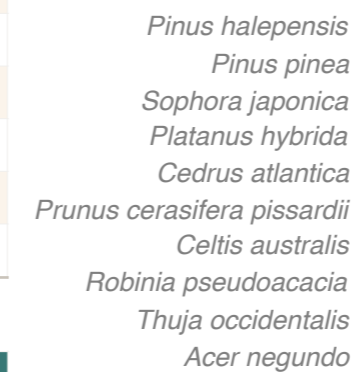 Pinus halepensis
Pinus pinea
Sophora japonica
Platanus hybrida
Cedrus atlantica
Prunus cerasifera pissardii
Celtis australis
Robinia pseudoacacia
Thuja occidentalis
Acer negundo